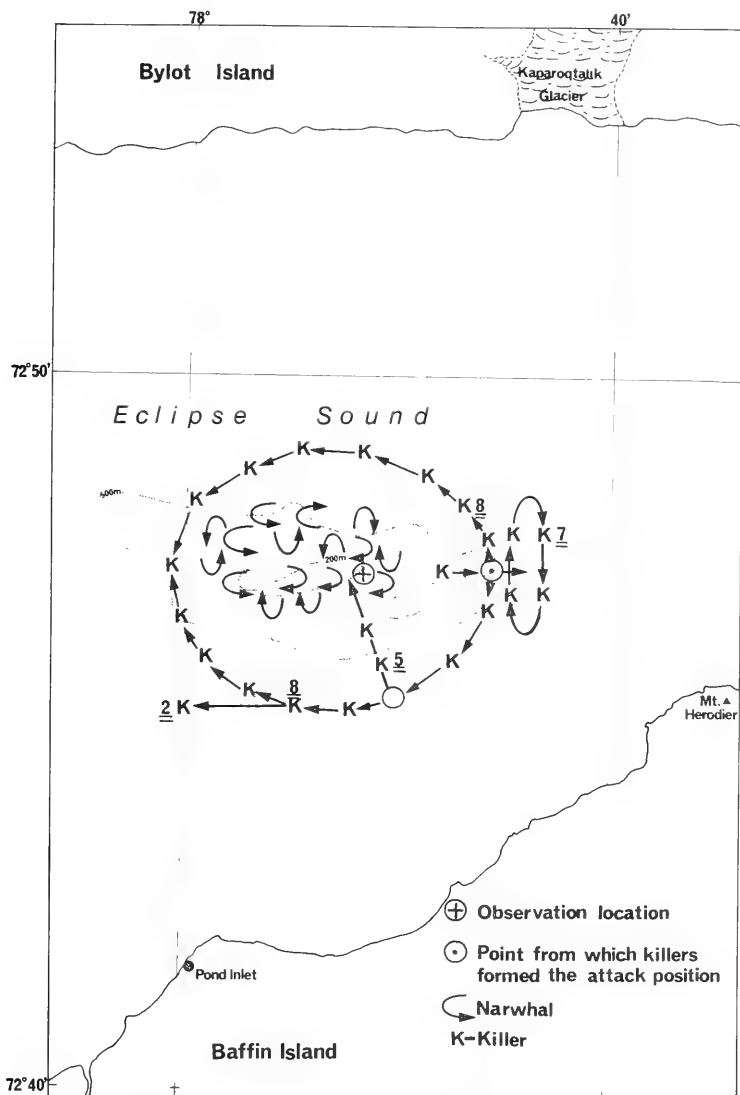 78°
40'
Bylot Island
Kaparoqtalik
Glacier
72°50'
Eclipse Sound
K
K
K
K
K
500m.
K
K
8
K
K
7
200m
K
K
K
K
K
K
K
K
K
K
5
K
K
8
2
K
K
K
Mt.
Herodier
Observation location
Point from which killers
formed the attack position
Narwhal
K-Killer
Pond Inlet
Baffin Island
72°40'